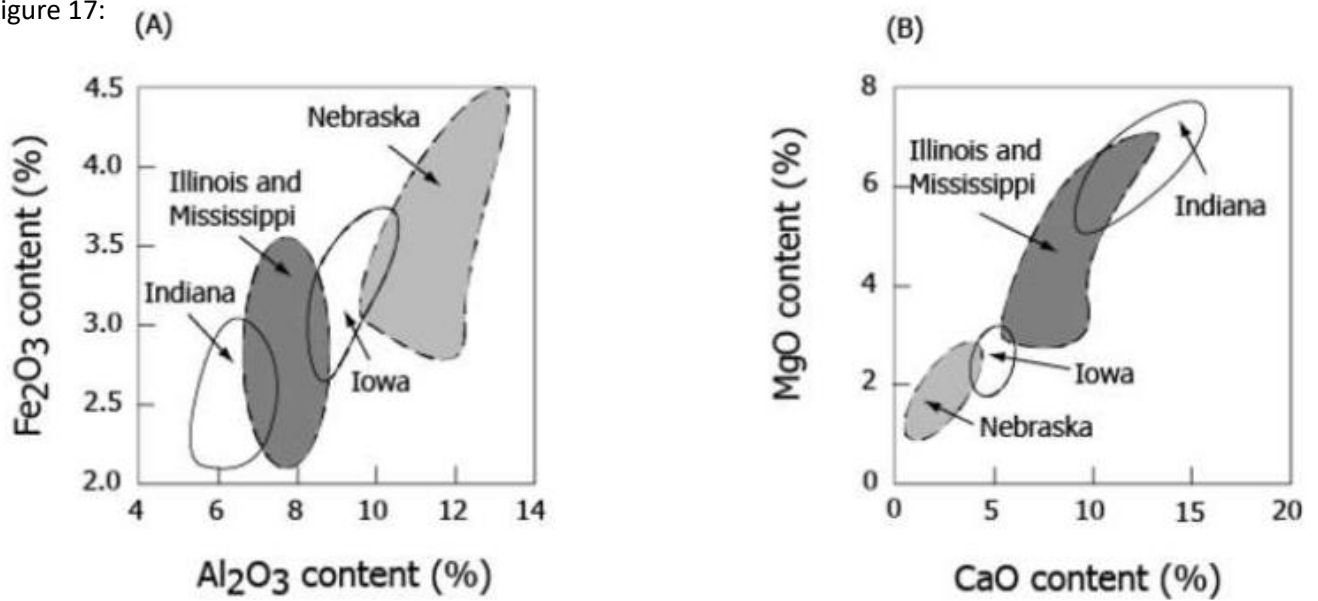 igure 17:
(A)
4.5
4.0
3.5
3.0
2.5
2.0
4
6
8
10
12
14
Fe2O3 content (%)
Al2O3 content (%)
Nebraska
Illinois and
Mississippi
Indiana
Iowa
(B)
8
6
4
2
0
0
5
10
15
20
MgO content (%)
CaO content (%)
Illinois and
Mississippi
Indiana
Iowa
Nebraska